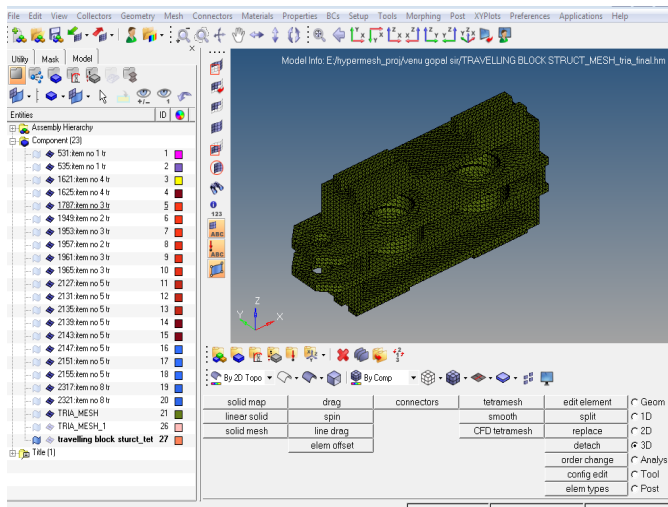 File Edit View Collectors Geometry Mesh Connectors Materials Properties BCs Setup Tools Morphing Post XYPlots Preferences Applications Help
Utility Mask Model
Model Info: E:/hypermesh_proj/venu gopal sir/TRAVELLING BLOCK STRUCT_MESH_tria_final.hm
Entities ID
Assembly Hierarchy
Component (23)
531:item no 1 tr 1
535:item no 1 tr 2
1621:item no 4 tr 3
1625:item no 4 tr 4
1787:item no 3 tr 5
1949:item no 2 tr 6
1953:item no 3 tr 7
1957:item no 2 tr 8
1961:item no 3 tr 9
1965:item no 3 tr 10
2127:item no 5 tr 11
2131:item no 5 tr 12
2135:item no 5 tr 13
2139:item no 5 tr 14
2143:item no 5 tr 15
2147:item no 5 tr 16
2151:item no 5 tr 17
2155:item no 5 tr 18
2317:item no 8 tr 19
2321:item no 8 tr 20
TRIA_MESH 21
TRIA_MESH_1 26
travelling block sturct_tet 27
Title (1)
123
ABC
ABC
Z
Y X
By 2D Topo By Comp
solid map drag connectors tetramesh edit element Geom
linear solid spin smooth split 1D
solid mesh line drag CFD tetramesh replace 2D
elem offset detach 3D
order change Analys
config edit Tool
elem types Post